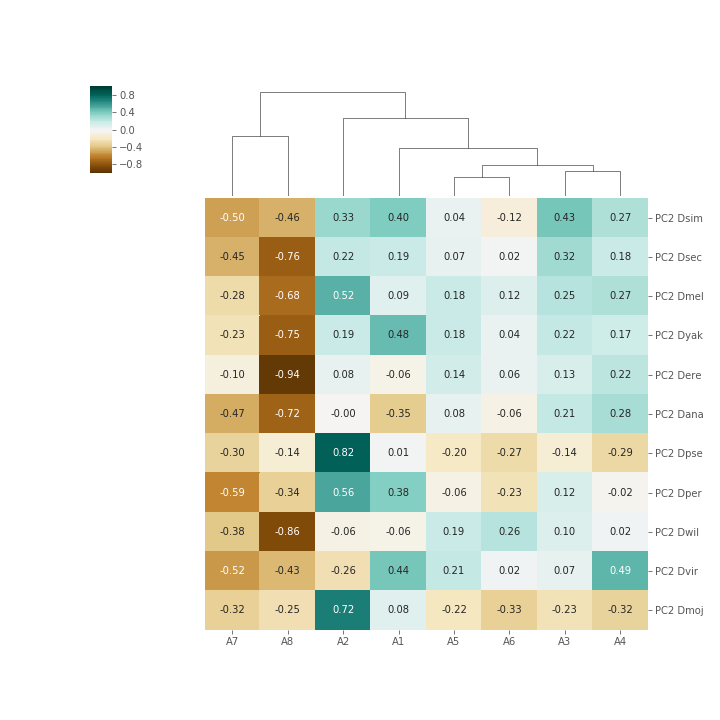 0.8
0.4
0.0
−0.4
−0.8
-0.50 -0.46 0.33 0.40 0.04 -0.12 0.43 0.27 PC2 Dsim
-0.45 -0.76 0.22 0.19 0.07 0.02 0.32 0.18 PC2 Dsec
-0.28 -0.68 0.52 0.09 0.18 0.12 0.25 0.27 PC2 Dmel
-0.23 -0.75 0.19 0.48 0.18 0.04 0.22 0.17 PC2 Dyak
-0.10 -0.94 0.08 -0.06 0.14 0.06 0.13 0.22 PC2 Dere
-0.47 -0.72 -0.00 -0.35 0.08 -0.06 0.21 0.28 PC2 Dana
-0.30 -0.14 0.82 0.01 -0.20 -0.27 -0.14 -0.29 PC2 Dpse
-0.59 -0.34 0.56 0.38 -0.06 -0.23 0.12 -0.02 PC2 Dper
-0.38 -0.86 -0.06 -0.06 0.19 0.26 0.10 0.02 PC2 Dwil
-0.52 -0.43 -0.26 0.44 0.21 0.02 0.07 0.49 PC2 Dvir
-0.32 -0.25 0.72 0.08 -0.22 -0.33 -0.23 -0.32 PC2 Dmoj
A7 A8 A2 A1 A5 A6 A3 A4